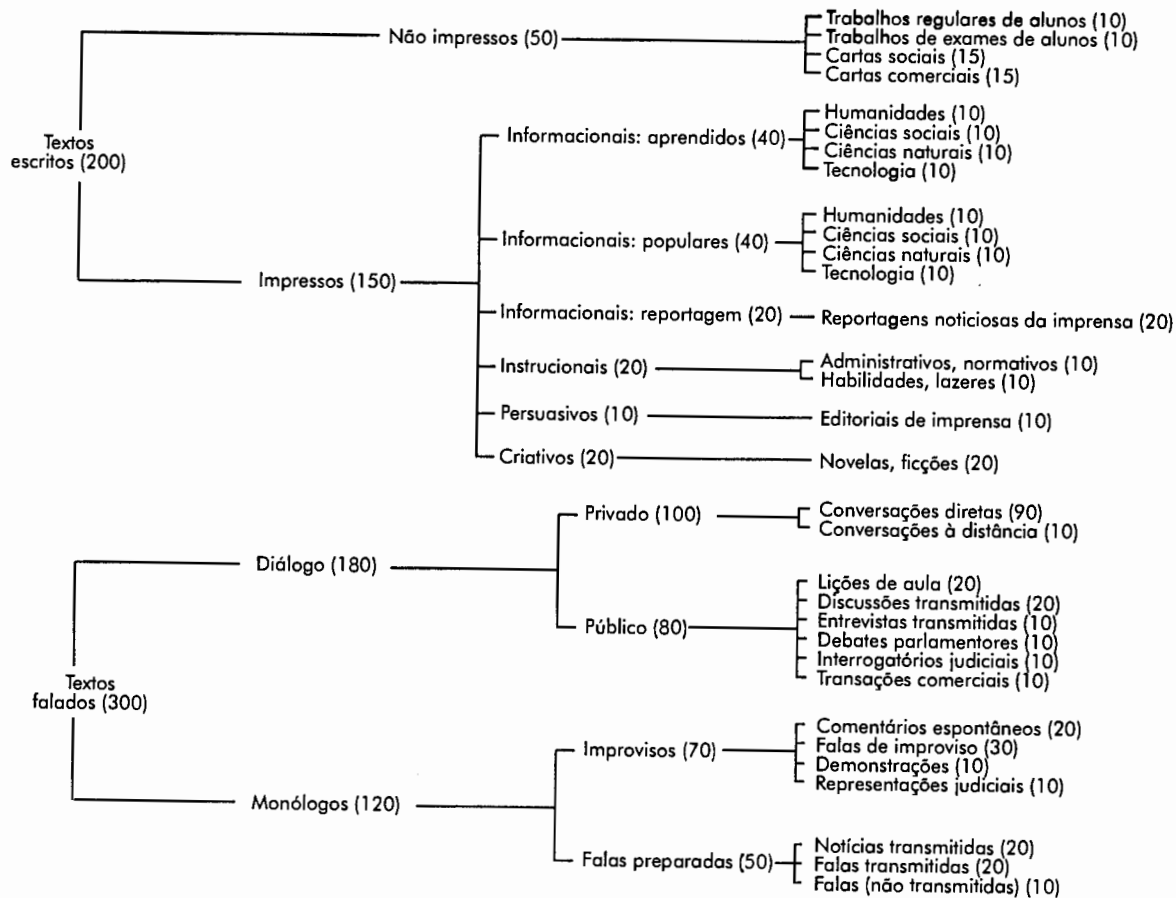 Não impressos (50)
Trabalhos regulares de alunos (10)
Trabalhos de exames de alunos (10)
Cartas sociais (15)
Cartas comerciais (15)
Textos
escritos (200)
Impressos (150)
Informacionais: aprendidos (40)
Humanidades (10)
Ciências sociais (10)
Ciências naturais (10)
Tecnologia (10)
Informacionais: populares (40)
Humanidades (10)
Ciências sociais (10)
Ciências naturais (10)
Tecnologia (10)
Informacionais: reportagem (20)
Reportagens noticiosas da imprensa (20)
Instrucionais (20)
Administrativos, normativos (10)
Habilidades, lazeres (10)
Persuasivos (10)
Editoriais de imprensa (10)
Criativos (20)
Novelas, ficções (20)
Textos
falados (300)
Diálogo (180)
Privado (100)
Conversações diretas (90)
Conversações à distância (10)
Público (80)
Lições de aula (20)
Discussões transmitidas (20)
Entrevistas transmitidas (10)
Debates parlamentores (10)
Interrogatórios judiciais (10)
Transações comerciais (10)
Monólogos (120)
Improvisos (70)
Comentários espontâneos (20)
Falas de improviso (30)
Demonstrações (10)
Representações judiciais (10)
Falas preparadas (50)
Notícias transmitidas (20)
Falas transmitidas (20)
Falas (não transmitidas) (10)